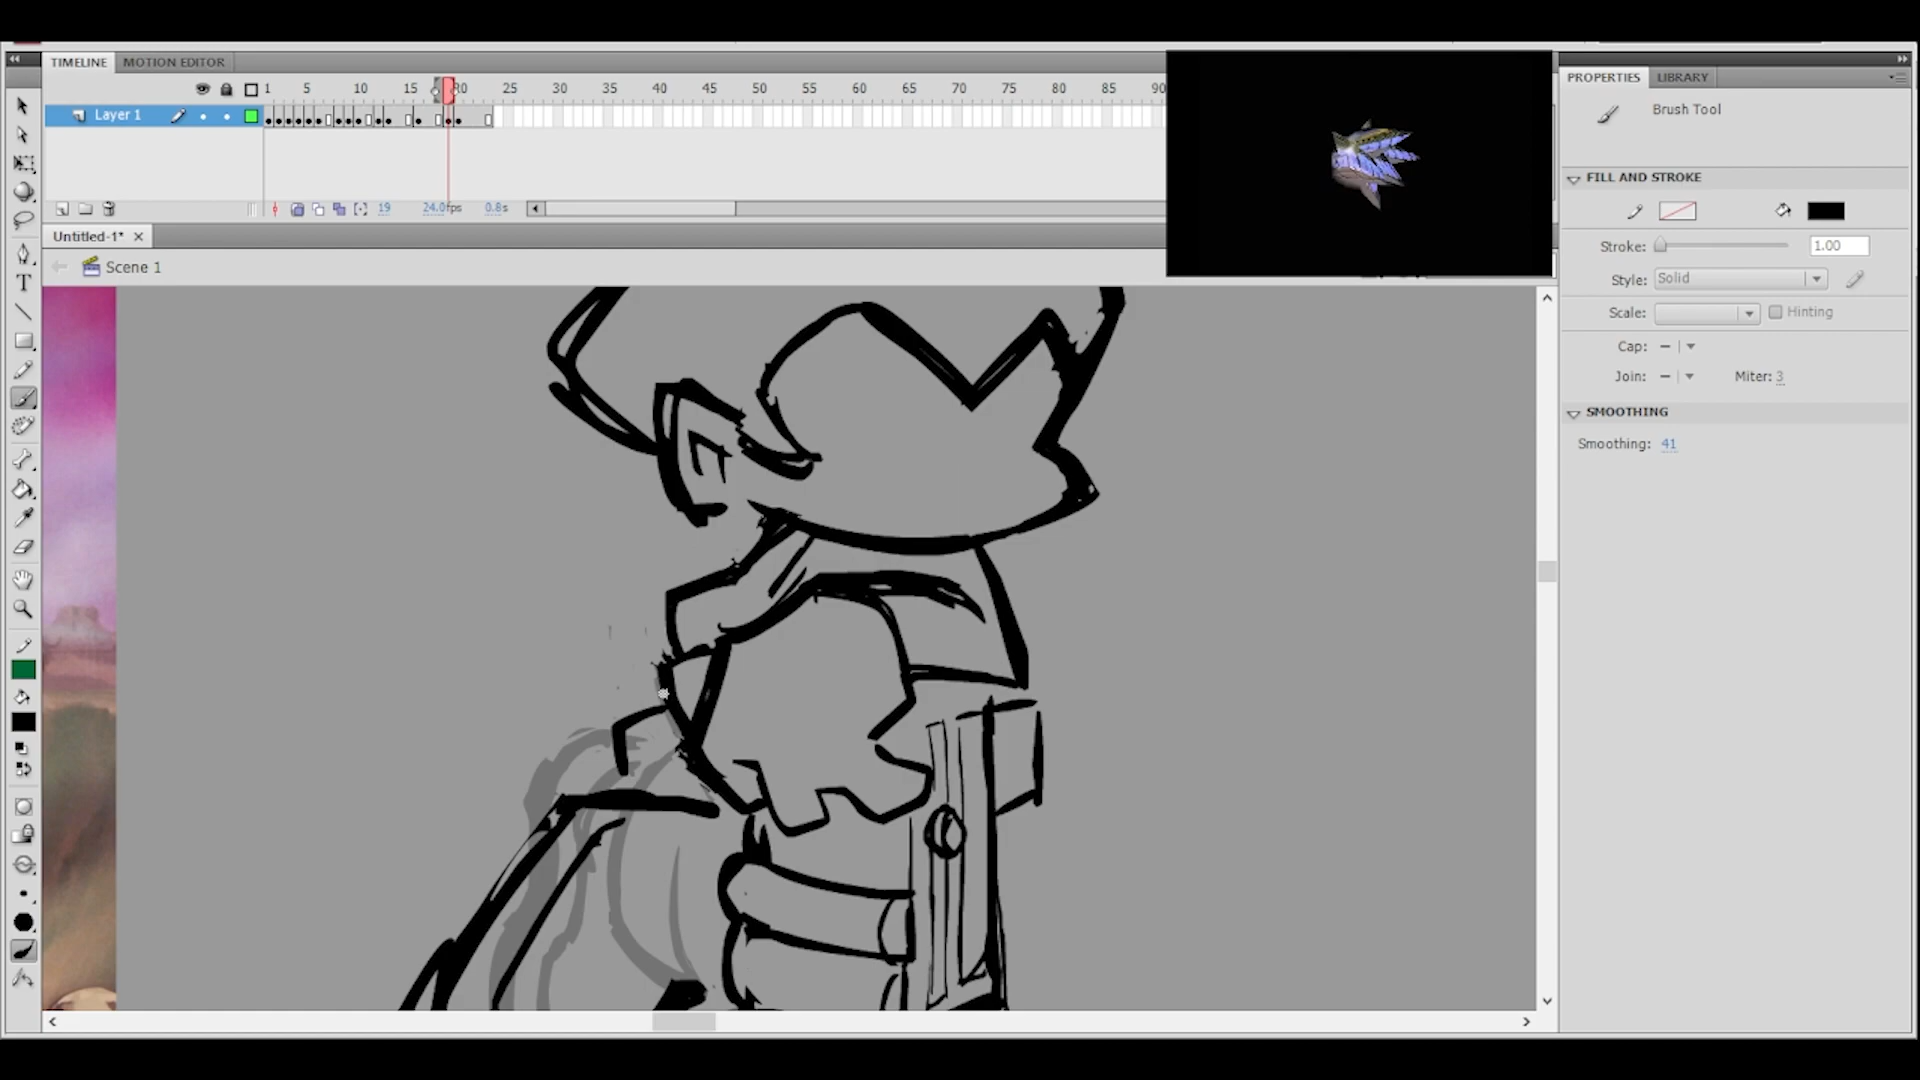 TIMELINE MOTION EDITOR
1 5 10 15 20 25 30 35 40 45 50 55 60 65 70 75 80 85 90
Layer 1
19 24.0fps 0.8s
Untitled-1*
Scene 1
PROPERTIES LIBRARY
Brush Tool
FILL AND STROKE
Stroke: 1.00
Style: Solid
Scale: Hinting
Cap:
Join: Miter: 3
SMOOTHING
Smoothing: 41